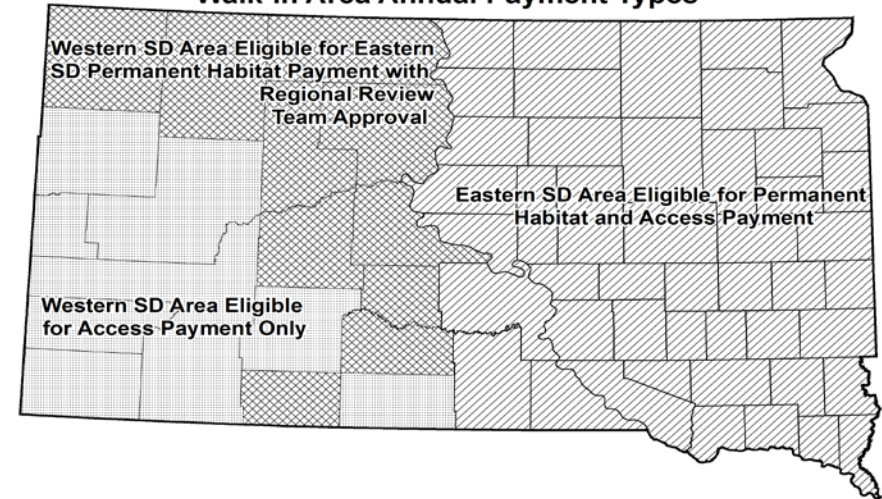 Walk-In Area Annual Payment Types
Western SD Area Eligible for Eastern
SD Permanent Habitat Payment with
Regional Review
Team Approval
Eastern SD Area Eligible for Permanent
Habitat and Access Payment
Western SD Area Eligible
for Access Payment Only